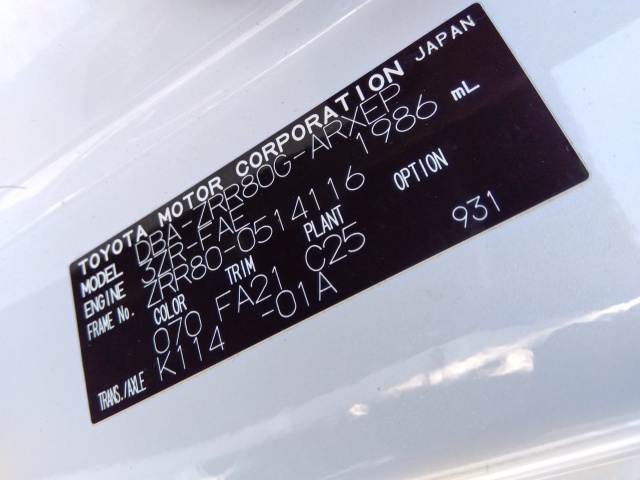 TOYOTA MOTOR CORPORATION JAPAN
MODEL DBA-ZRR80G-ARXEP
ENGINE 3ZR-FAE 1986 mL
FRAME No. ZRR80-0514116
COLOR TRIM PLANT OPTION
070 FA21 C25 931
TRANS./AXLE K114 -01A